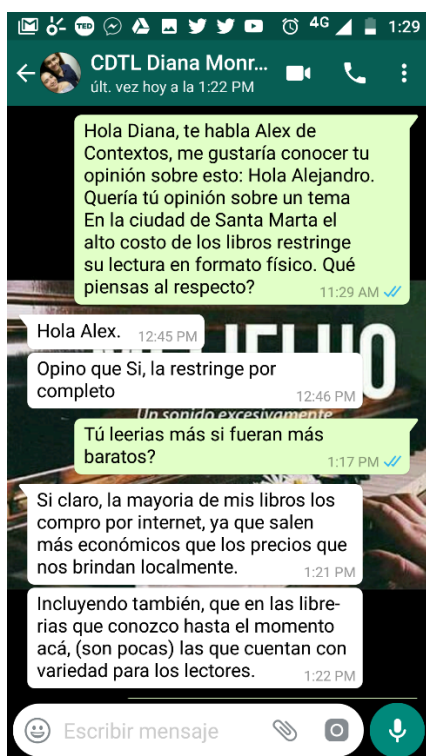 TED
4G
1:29
CDTL Diana Monr...
últ. vez hoy a la 1:22 PM
Hola Diana, te habla Alex de
Contextos, me gustaría conocer tu
opinión sobre esto: Hola Alejandro.
Quería tú opinión sobre un tema
En la ciudad de Santa Marta el
alto costo de los libros restringe
su lectura en formato físico. Qué
piensas al respecto?
11:29 AM
Hola Alex.
12:45 PM
Opino que Si, la restringe por
completo
12:46 PM
Un sonido excesivamente
Tú leerias más si fueran más
baratos?
1:17 PM
Si claro, la mayoria de mis libros los
compro por internet, ya que salen
más económicos que los precios que
nos brindan localmente.
1:21 PM
Incluyendo también, que en las libre-
rias que conozco hasta el momento
acá, (son pocas) las que cuentan con
variedad para los lectores.
1:22 PM
Escribir mensaje